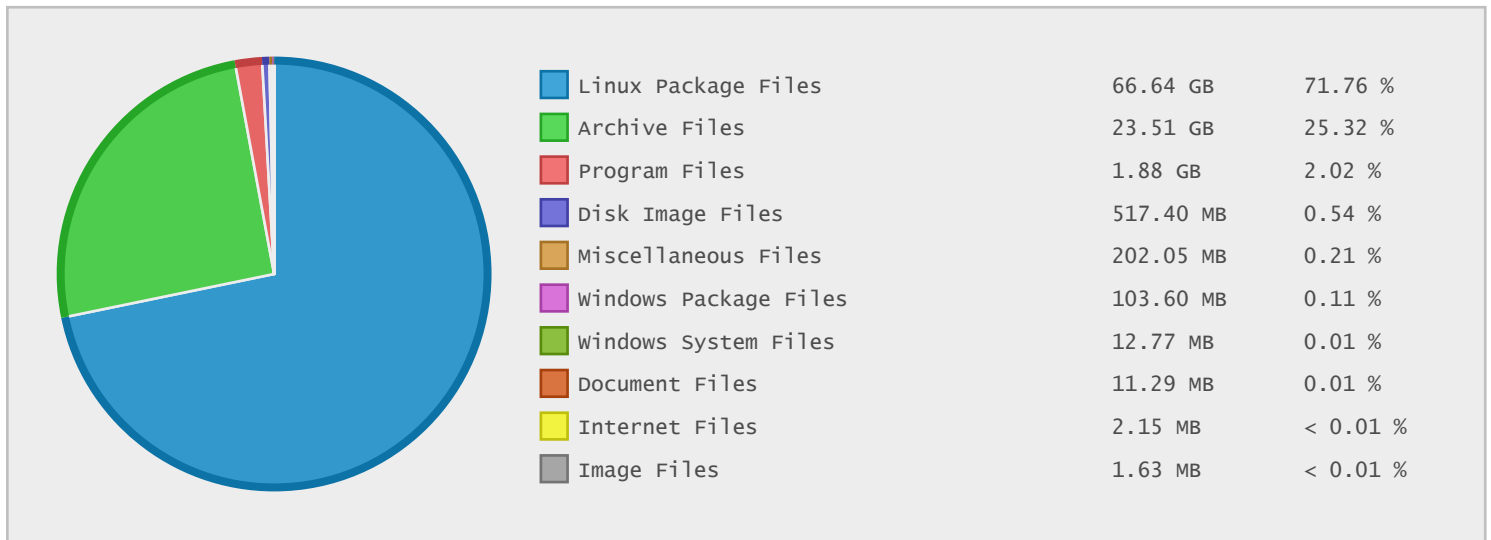 Linux Package Files 66.64 GB 71.76 %
Archive Files 23.51 GB 25.32 %
Program Files 1.88 GB 2.02 %
Disk Image Files 517.40 MB 0.54 %
Miscellaneous Files 202.05 MB 0.21 %
Windows Package Files 103.60 MB 0.11 %
Windows System Files 12.77 MB 0.01 %
Document Files 11.29 MB 0.01 %
Internet Files 2.15 MB < 0.01 %
Image Files 1.63 MB < 0.01 %